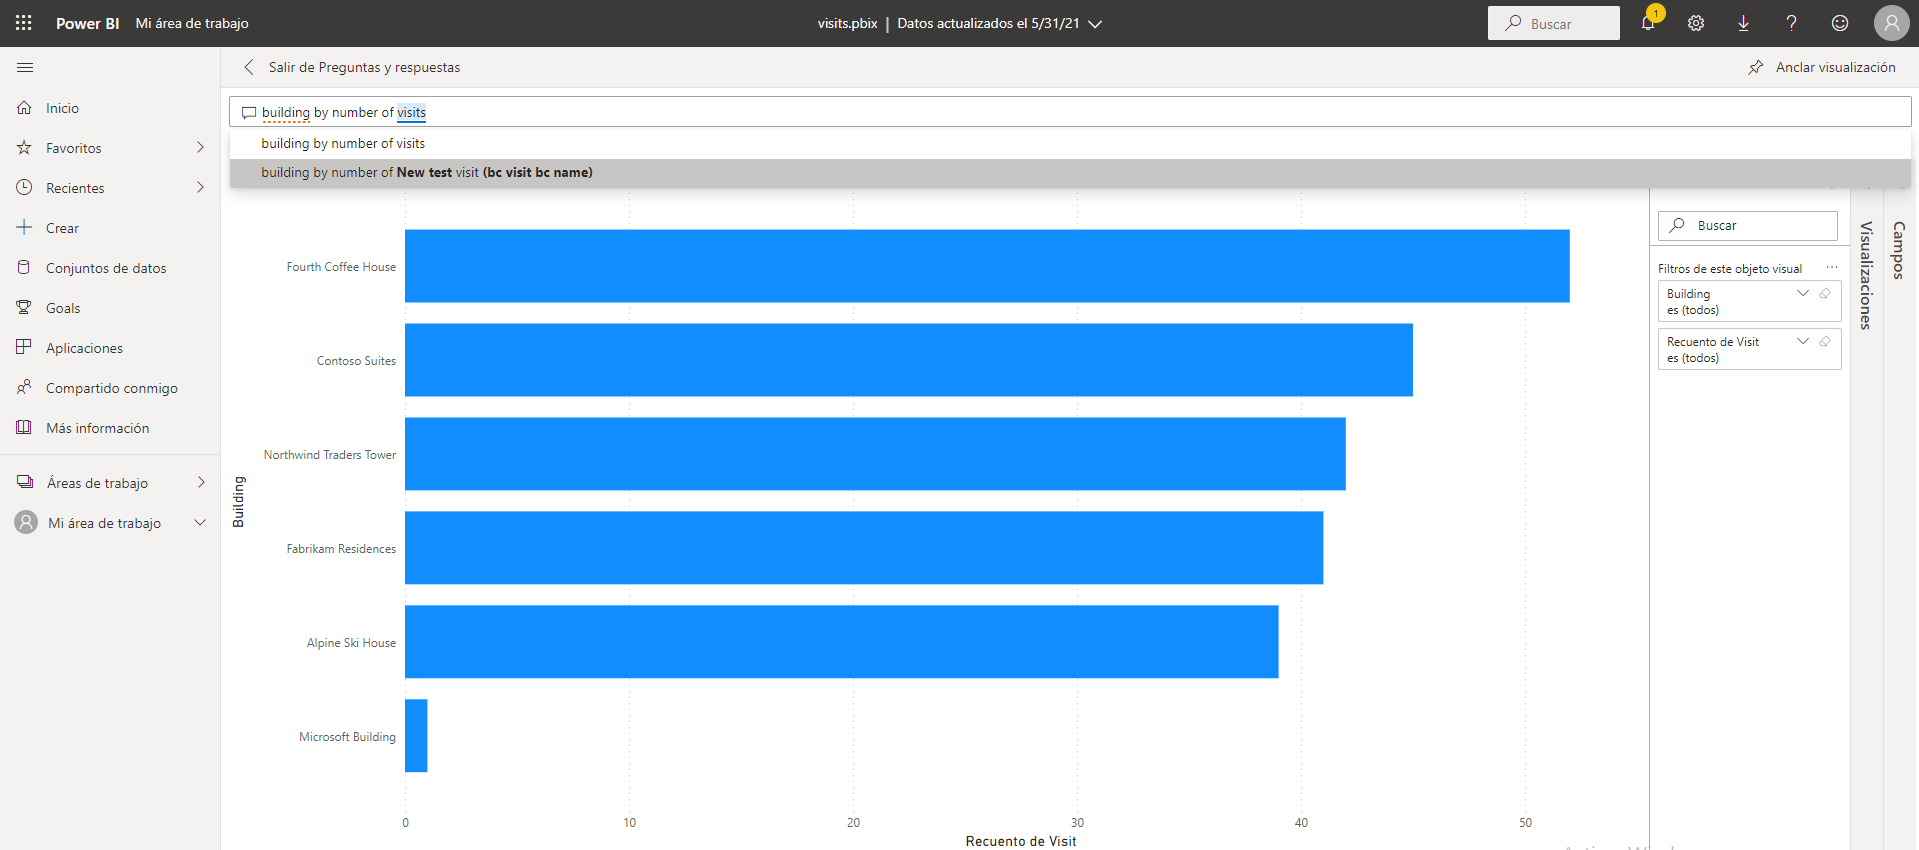 Power BI Mi área de trabajo visits.pbix | Datos actualizados el 5/31/21 Buscar 1
Salir de Preguntas y respuestas Anclar visualización
Inicio
Favoritos
Recientes
Crear
Conjuntos de datos
Goals
Aplicaciones
Compartido conmigo
Más información
Áreas de trabajo
Mi área de trabajo
building by number of visits
building by number of visits
building by number of New test visit (bc visit bc name)
Building
Fourth Coffee House
Contoso Suites
Northwind Traders Tower
Fabrikam Residences
Alpine Ski House
Microsoft Building
0 10 20 30 40 50
Recuento de Visit
Buscar
Filtros de este objeto visual ...
Building
es (todos)
Recuento de Visit
es (todos)
Visualizaciones
Campos